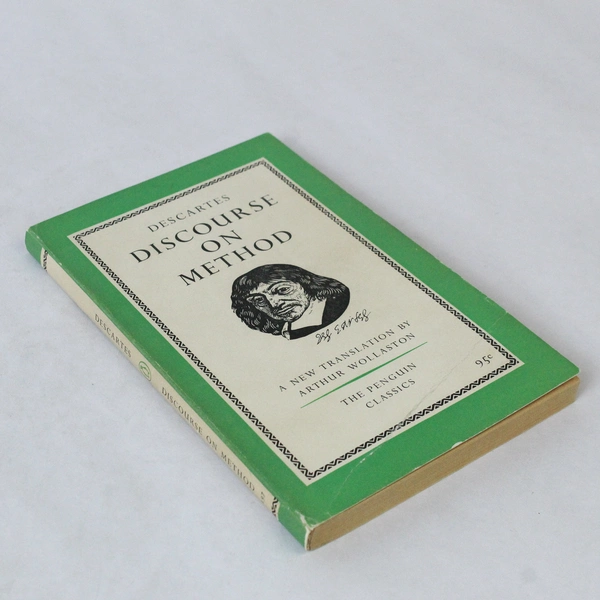 DESCARTES
DISCOURSE
ON
METHOD
A NEW TRANSLATION BY
ARTHUR WOLLASTON
THE PENGUIN
CLASSICS
95c
DESCARTES
DISCOURSE ON METHOD